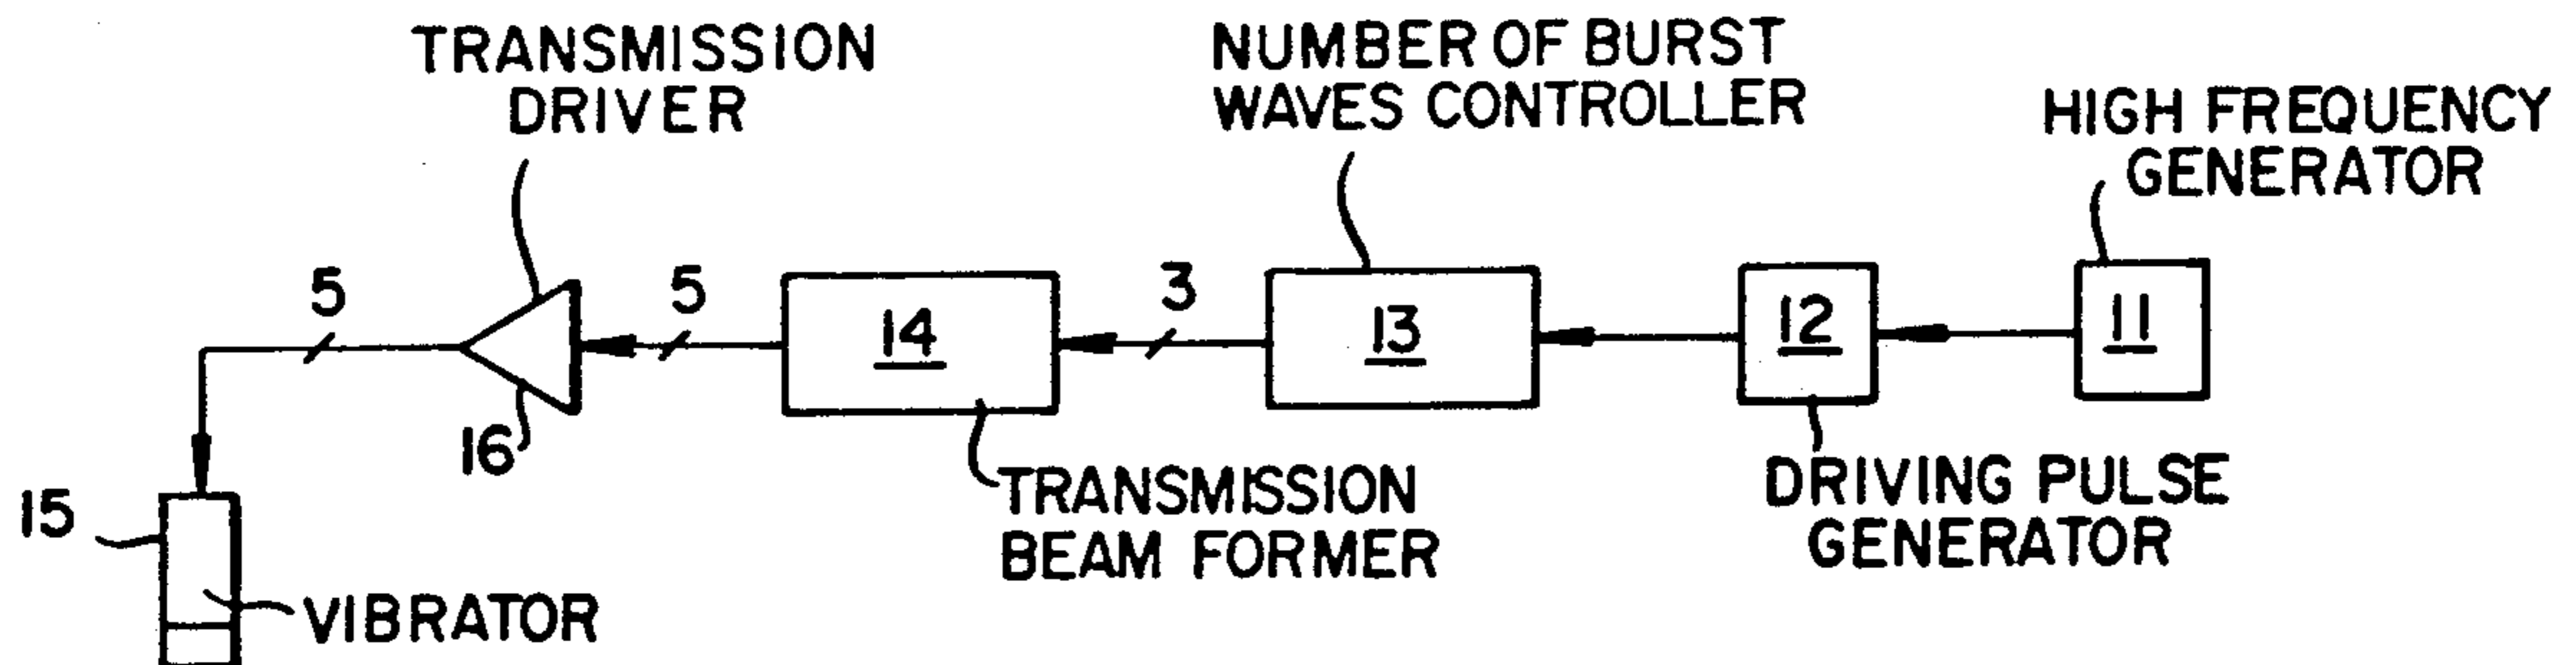 TRANSMISSION
DRIVER
NUMBER OF BURST
WAVES CONTROLLER
HIGH FREQUENCY
GENERATOR
5
5
3
14
13
12
11
16
15
TRANSMISSION
BEAM FORMER
DRIVING PULSE
GENERATOR
VIBRATOR